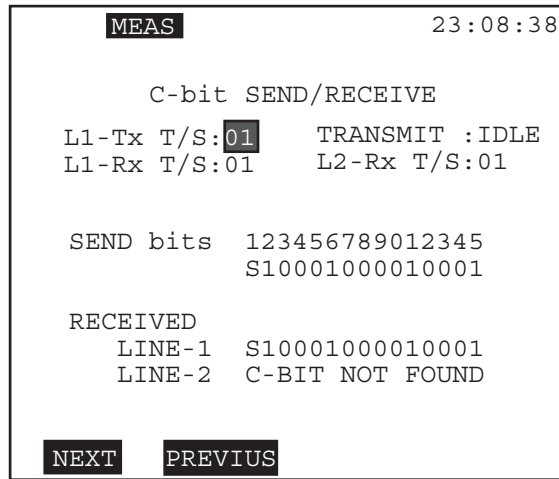 MEAS 23:08:38
C-bit SEND/RECEIVE
L1-Tx T/S:01 TRANSMIT :IDLE
L1-Rx T/S:01 L2-Rx T/S:01
SEND bits 123456789012345
S10001000010001
RECEIVED
LINE-1 S10001000010001
LINE-2 C-BIT NOT FOUND
NEXT PREVIUS